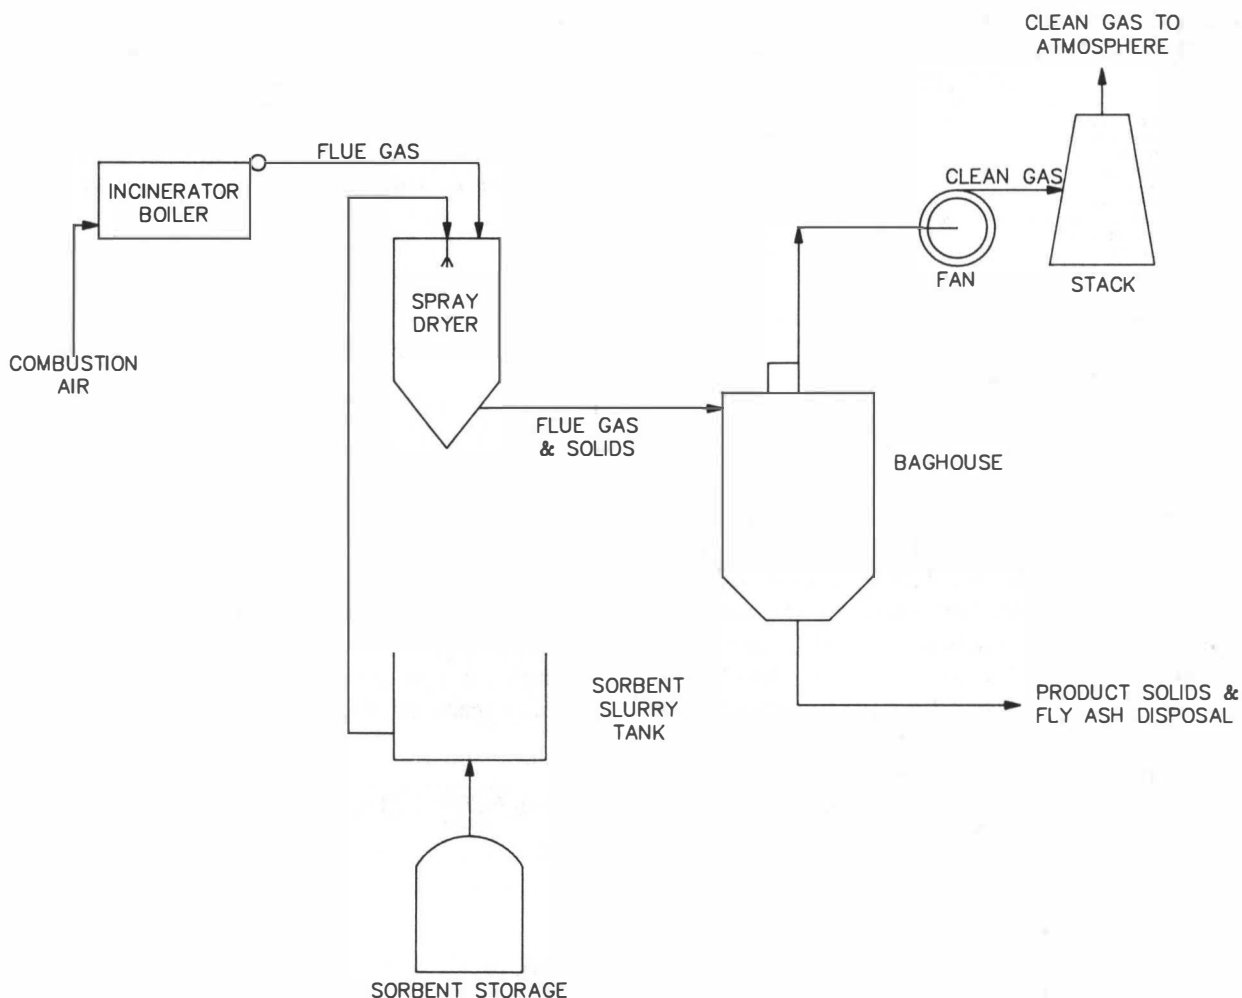 CLEAN GAS TO
ATMOSPHERE
FLUE GAS
INCINERATOR
BOILER
CLEAN GAS
FAN
STACK
SPRAY
DRYER
COMBUSTION
AIR
FLUE GAS
& SOLIDS
BAGHOUSE
SORBENT
SLURRY
TANK
PRODUCT SOLIDS &
FLY ASH DISPOSAL
SORBENT STORAGE